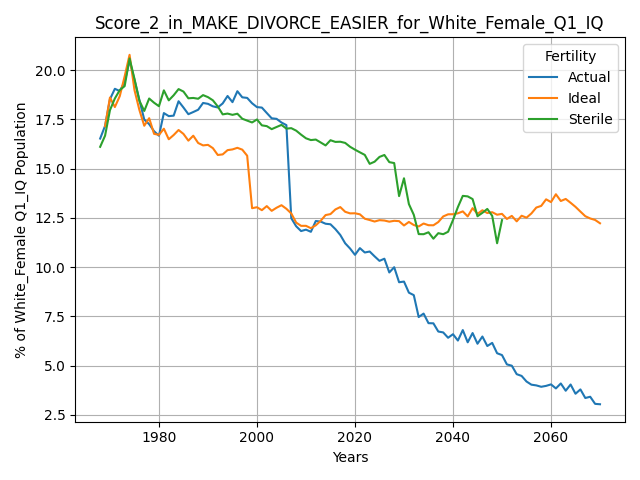 Score_2_in_MAKE_DIVORCE_EASIER_for_White_Female_Q1_IQ
% of White_Female Q1_IQ Population
20.0
17.5
15.0
12.5
10.0
7.5
5.0
2.5
Fertility
Actual
Ideal
Sterile
1980
2000
2020
2040
2060
Years